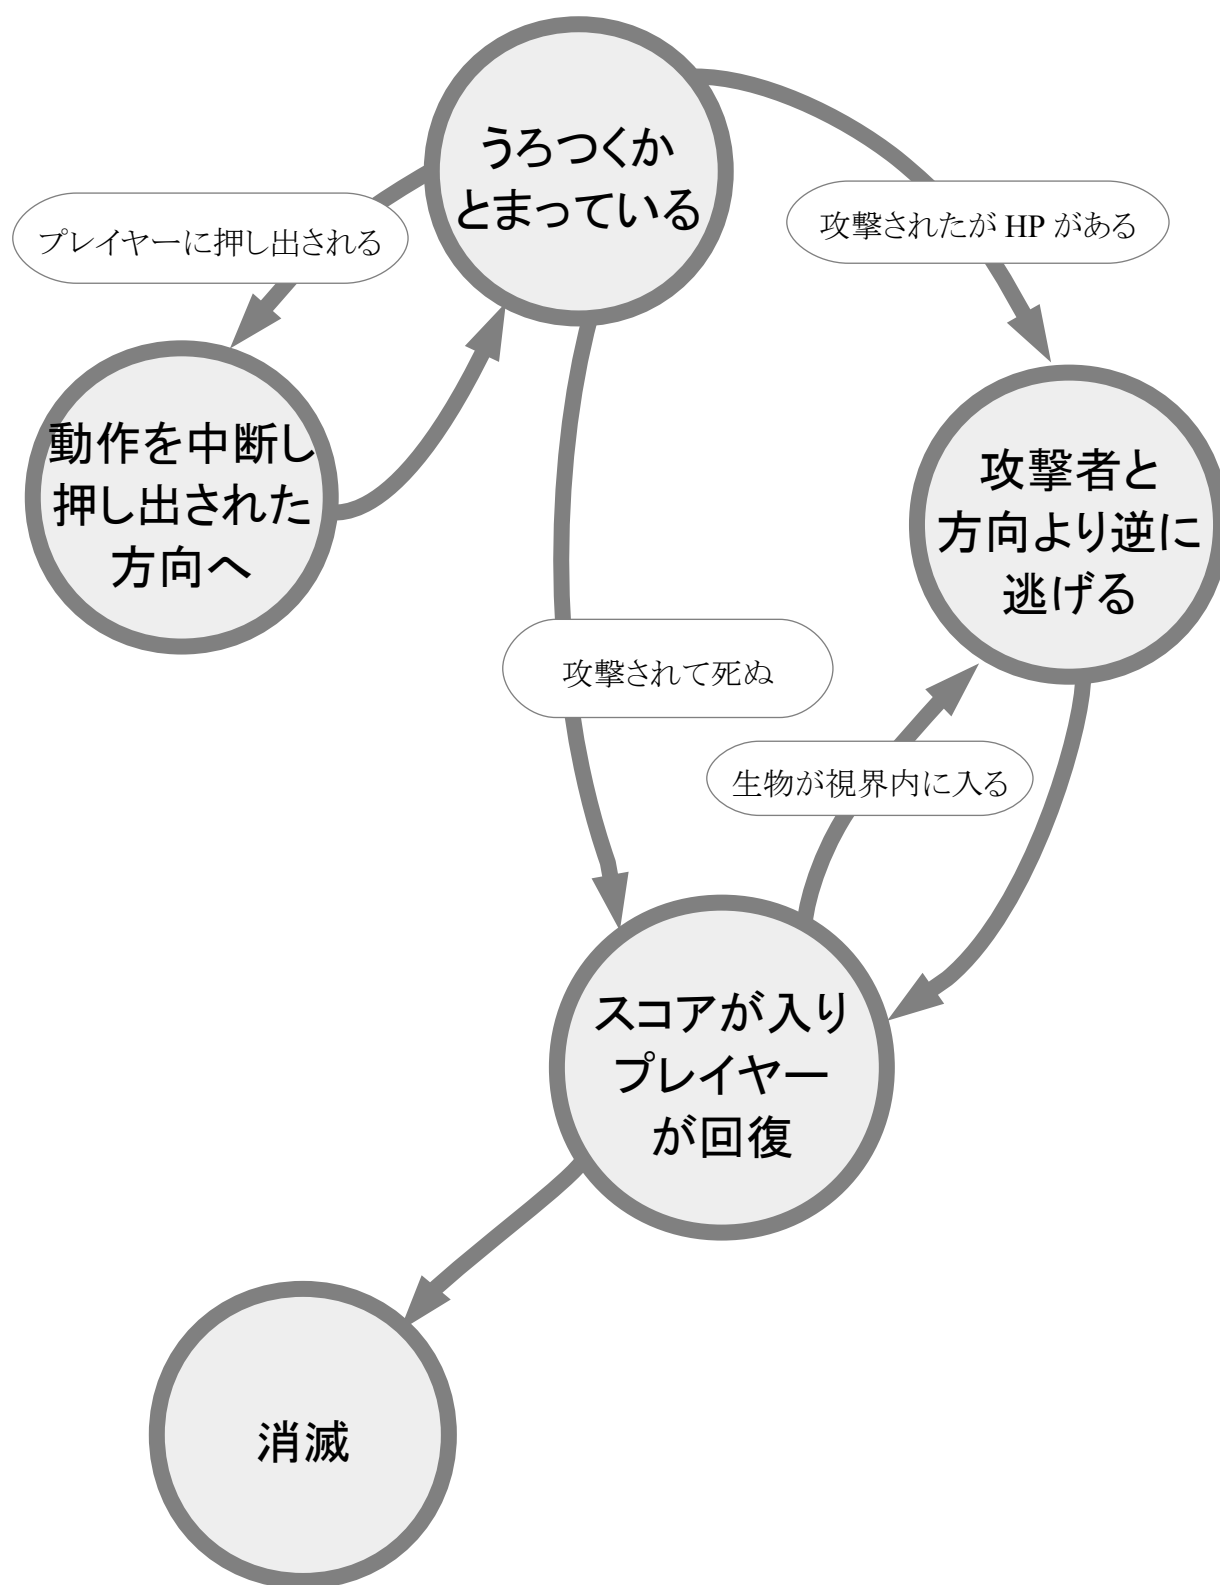 うろつくか
とまっている
プレイヤーに押し出される
攻撃されたが HP がある
動作を中断し
押し出された
方向へ
攻撃者と
方向より逆に
逃げる
攻撃されて死ぬ
生物が視界内に入る
スコアが入り
プレイヤー
が回復
消滅